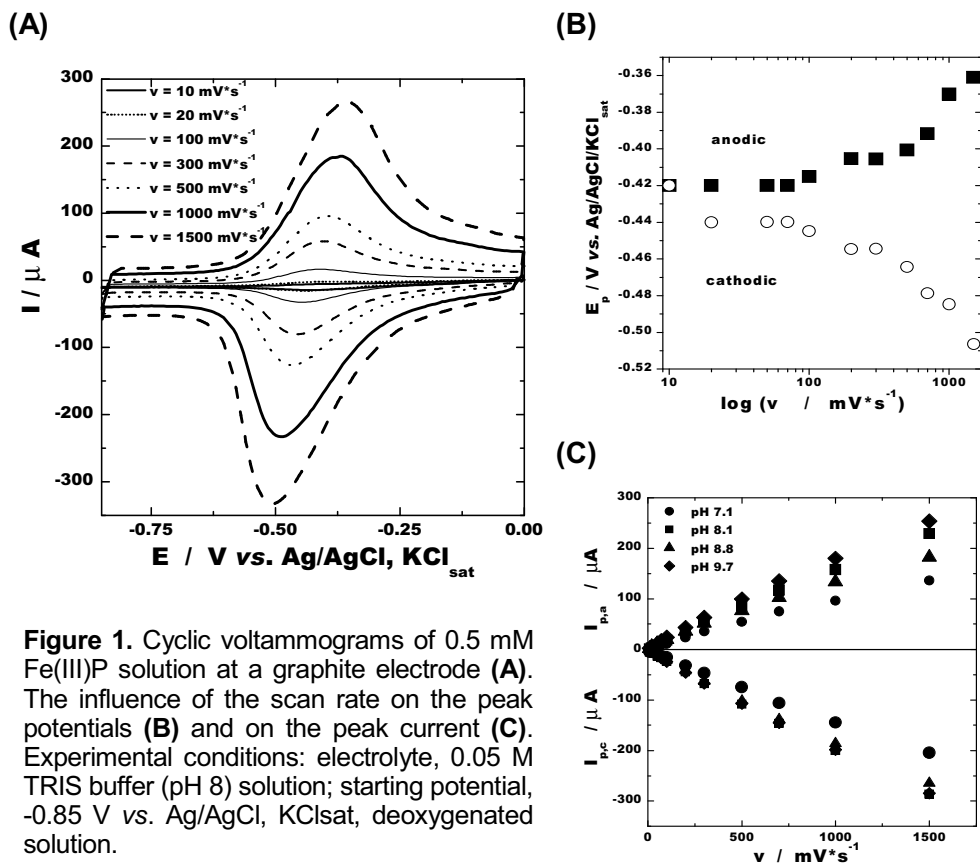 (A)
300
200
100
0
-100
-200
-300
I / μ A
v = 10 mV*s-1
v = 20 mV*s-1
v = 100 mV*s-1
v = 300 mV*s-1
v = 500 mV*s-1
v = 1000 mV*s-1
v = 1500 mV*s-1
-0.75 -0.50 -0.25 0.00
E / V vs. Ag/AgCl, KClsat
(B)
-0.36
-0.38
-0.40
-0.42
-0.44
-0.46
-0.48
-0.50
-0.52
Ep / V vs. Ag/AgCl/KClsat
anodic
cathodic
10 100 1000
log (v / mV*s-1)
(C)
300
200
100
0
-100
-200
-300
Ip,a / μA
Ip,c / μ A
pH 7.1
pH 8.1
pH 8.8
pH 9.7
0 500 1000 1500
v / mV*s-1
Figure 1. Cyclic voltammograms of 0.5 mM
Fe(III)P solution at a graphite electrode (A).
The influence of the scan rate on the peak
potentials (B) and on the peak current (C).
Experimental conditions: electrolyte, 0.05 M
TRIS buffer (pH 8) solution; starting potential,
-0.85 V vs. Ag/AgCl, KClsat, deoxygenated
solution.